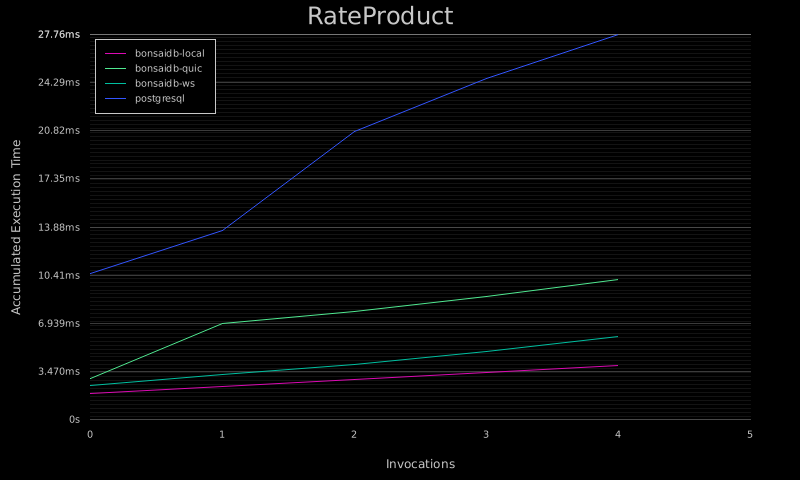 RateProduct
27.76ms
24.29ms
20.82ms
17.35ms
13.88ms
10.41ms
6.939ms
3.470ms
0s
bonsaidb-local
bonsaidb-quic
bonsaidb-ws
postgresql
Accumulated Execution Time
0 1 2 3 4 5
Invocations